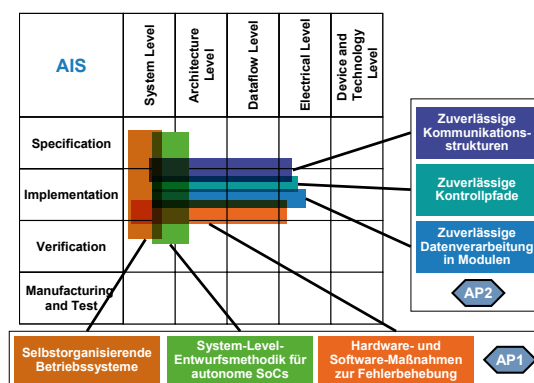 AIS
System Level
Architecture
Level
Dataflow Level
Electrical Level
Device and
Technology
Level
Specification
Implementation
Verification
Manufacturing
and Test
Zuverlässige
Kommunikations-
strukturen
Zuverlässige
Kontrollpfade
Zuverlässige
Datenverarbeitung
in Modulen
AP2
Selbstorganisierende
Betriebssysteme
System-Level-
Entwurfsmethodik für
autonome SoCs
Hardware- und
Software-Maßnahmen
zur Fehlerbehebung
AP1